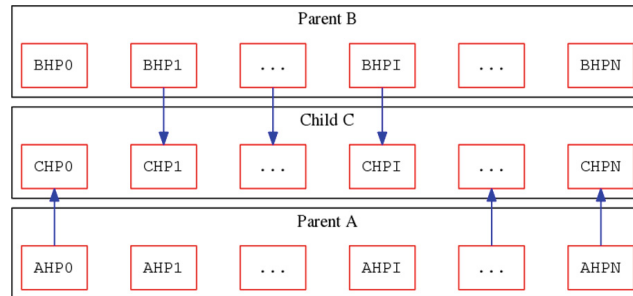 Parent B
BHP0 BHP1 ... BHPI ... BHPN
Child C
CHP0 CHP1 ... CHPI ... CHPN
Parent A
AHP0 AHP1 ... AHPI ... AHPN